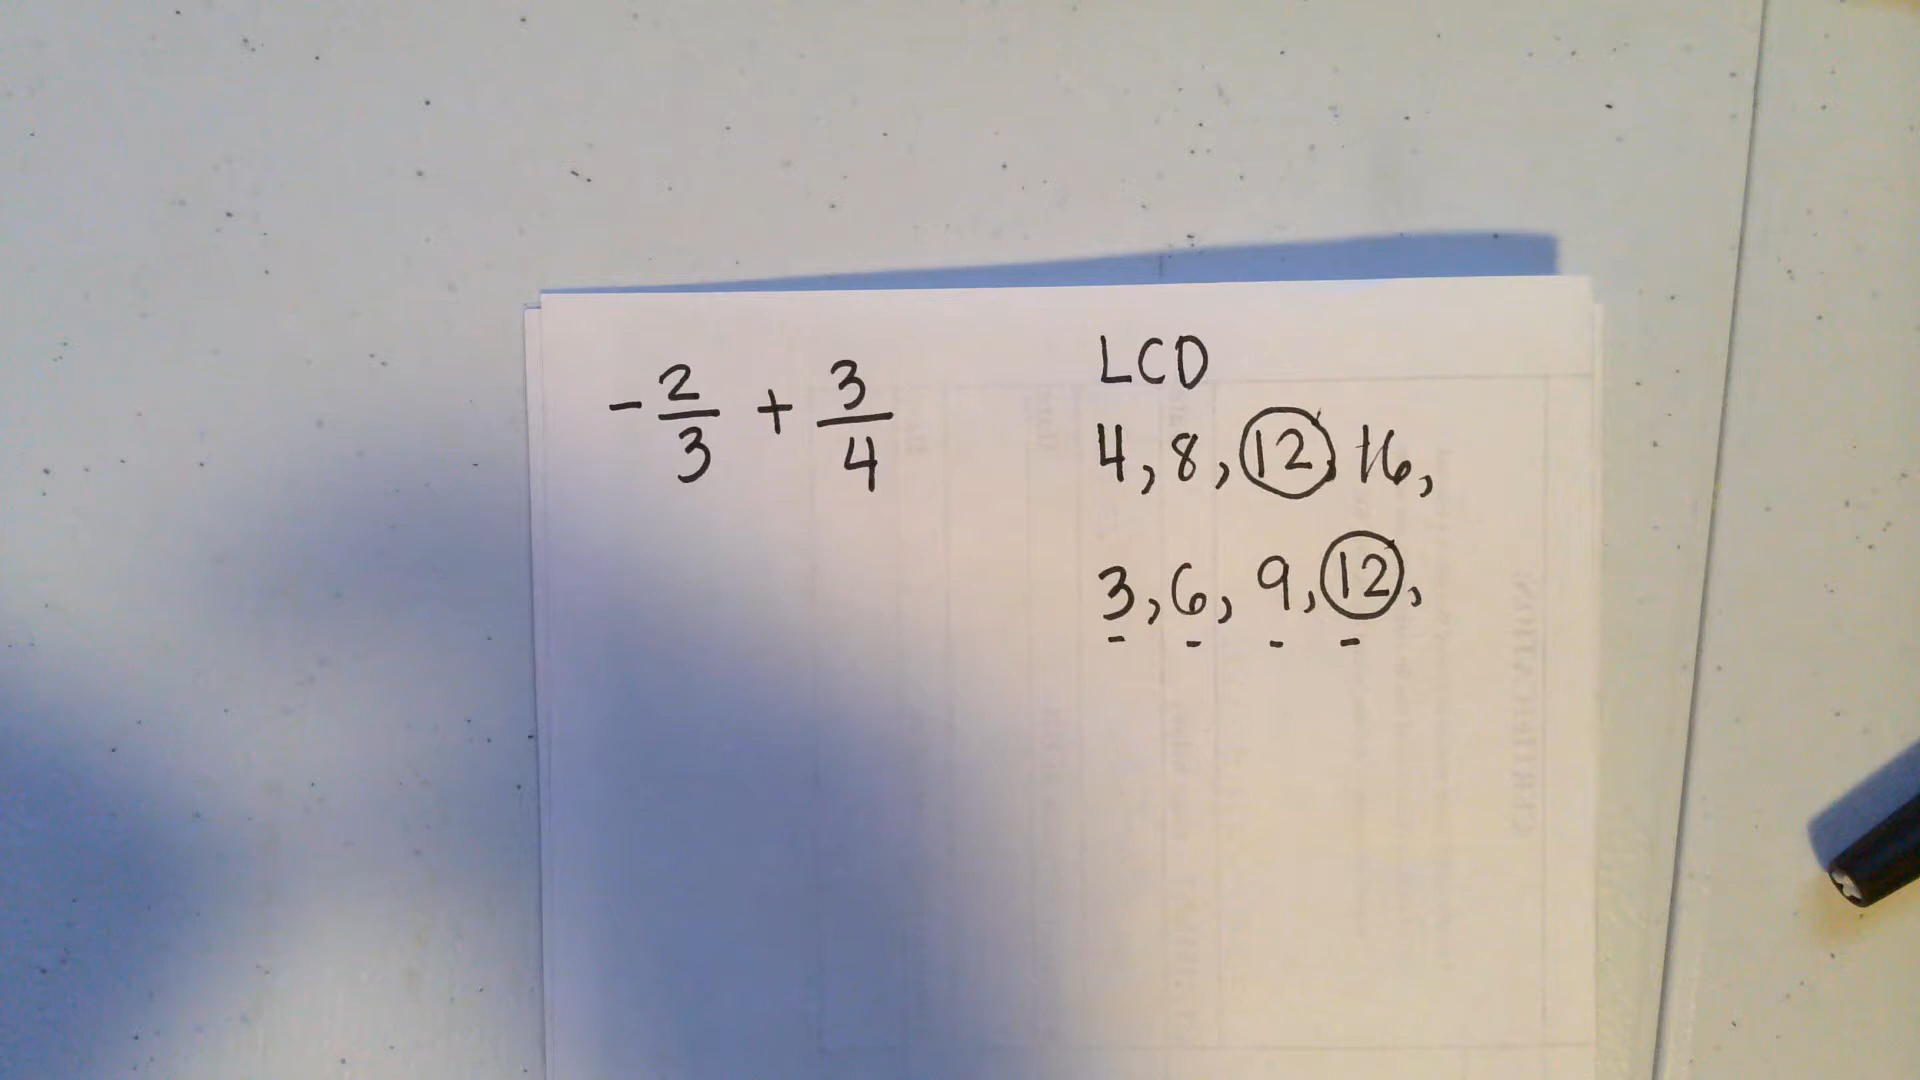 -2/3 + 3/4
LCD
4, 8, 12, 16,
3, 6, 9, 12,